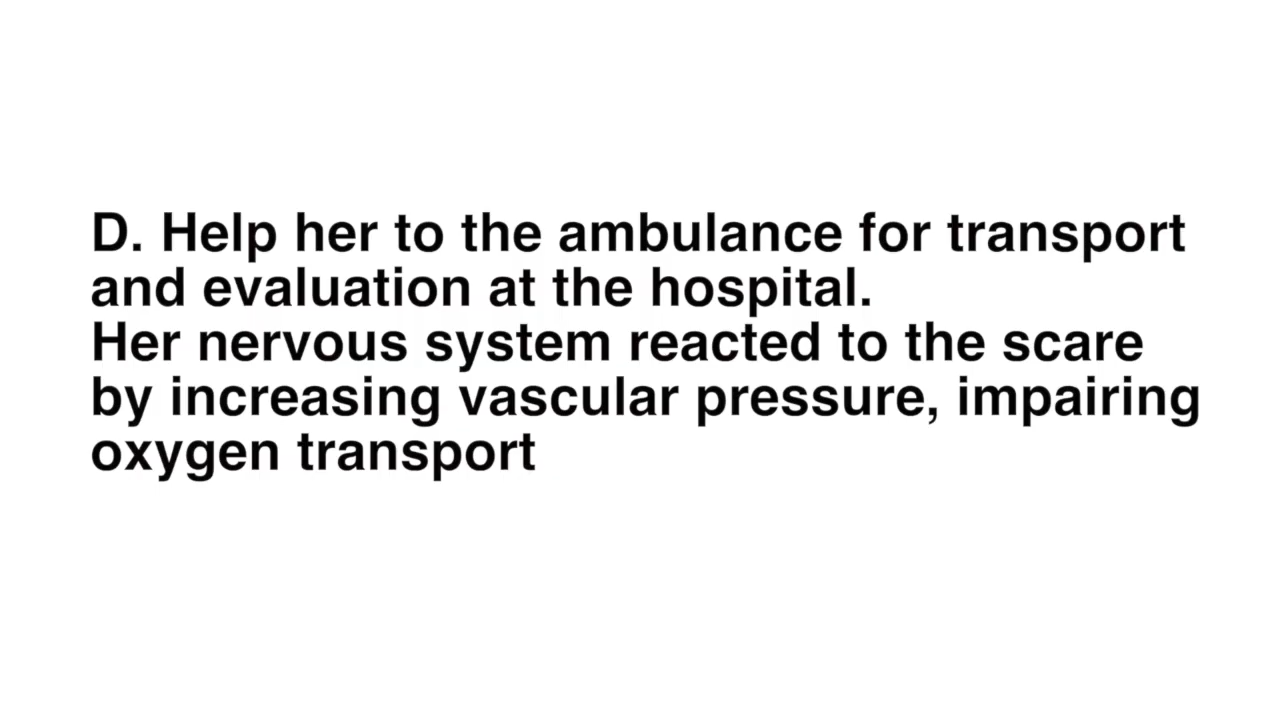 D. Help her to the ambulance for transport
and evaluation at the hospital.
Her nervous system reacted to the scare
by increasing vascular pressure, impairing
oxygen transport